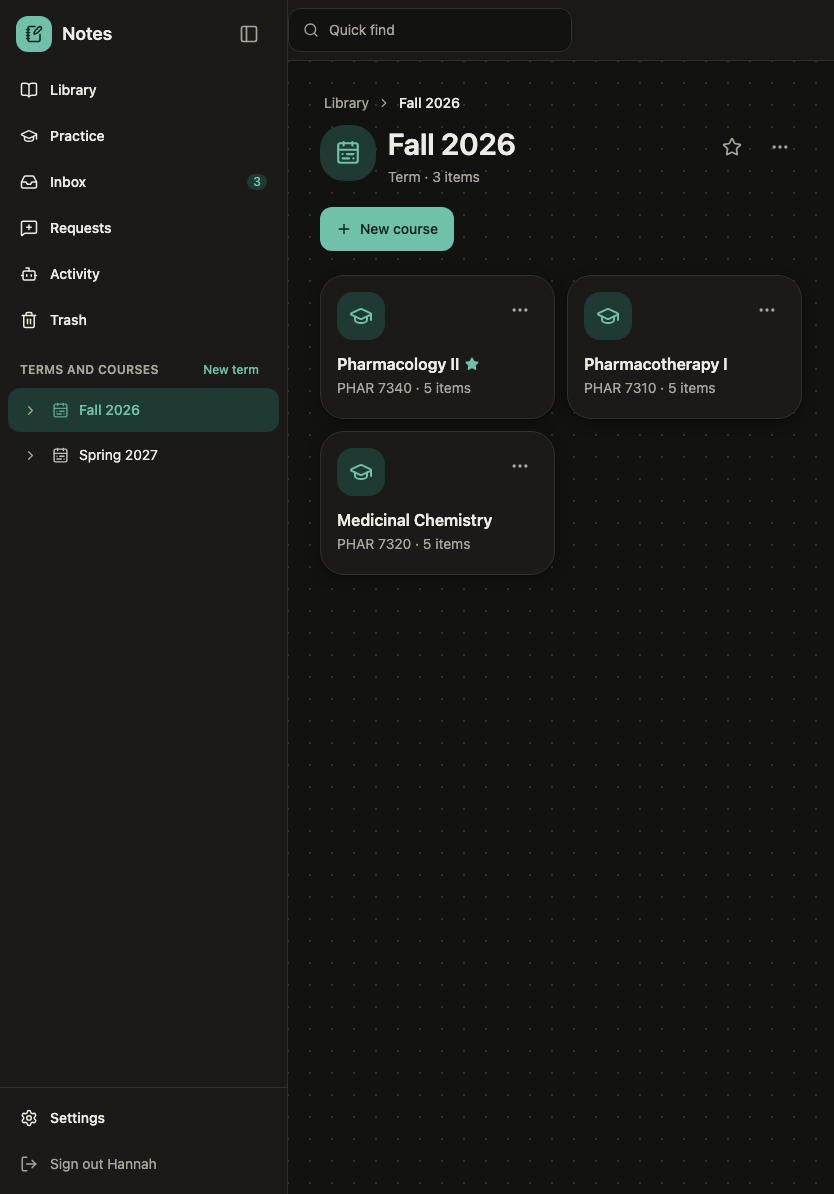 Notes
Library
Practice
Inbox 3
Requests
Activity
Trash
TERMS AND COURSES New term
Fall 2026
Spring 2027
Settings
Sign out Hannah
Quick find
Library > Fall 2026
Fall 2026
Term · 3 items
New course
Pharmacology II
PHAR 7340 · 5 items
Pharmacotherapy I
PHAR 7310 · 5 items
Medicinal Chemistry
PHAR 7320 · 5 items